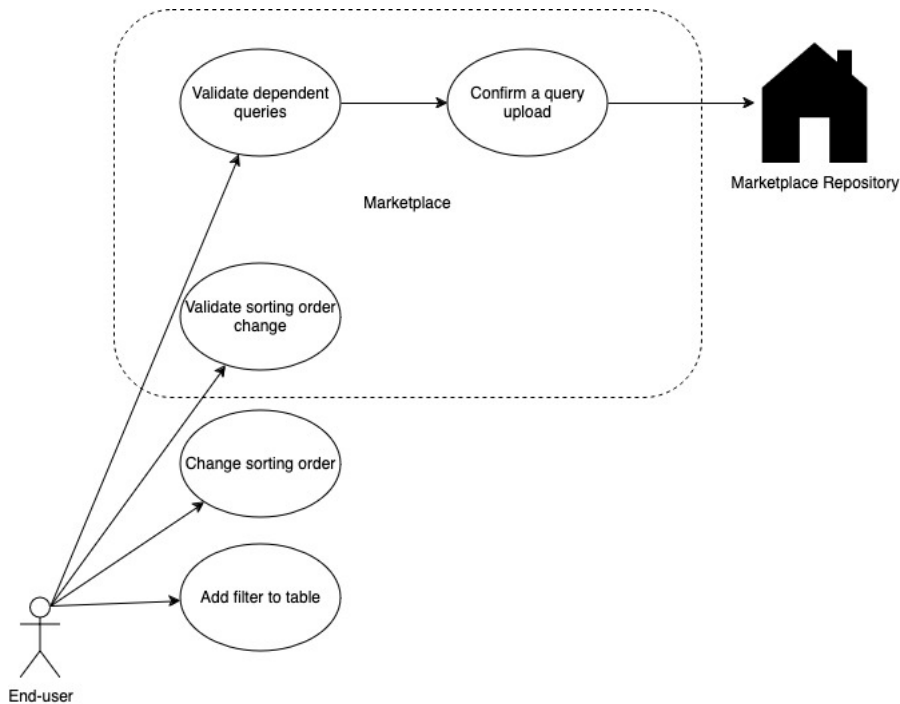 Validate dependent
queries
Confirm a query
upload
Marketplace Repository
Marketplace
Validate sorting order
change
Change sorting order
Add filter to table
End-user